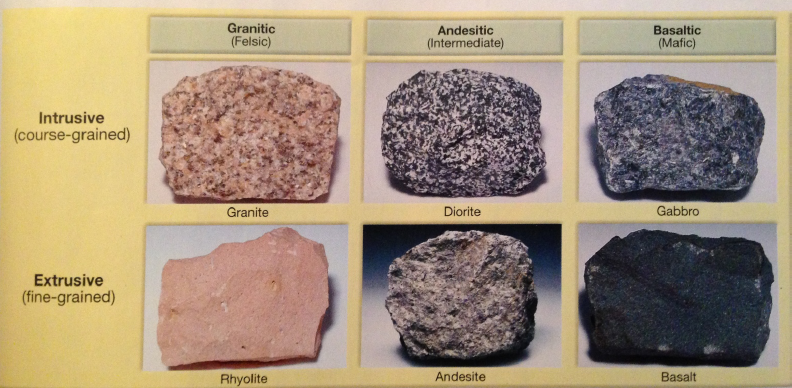 Granitic
(Felsic)
Andesitic
(Intermediate)
Basaltic
(Mafic)
Intrusive
(course-grained)
Granite
Diorite
Gabbro
Extrusive
(fine-grained)
Rhyolite
Andesite
Basalt